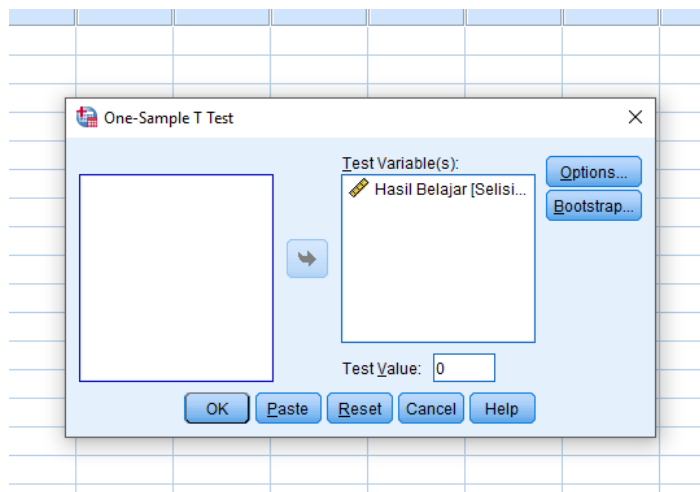 One-Sample T Test
Test Variable(s):
Hasil Belajar [Selisi...
Options...
Bootstrap...
Test Value: 0
OK Paste Reset Cancel Help